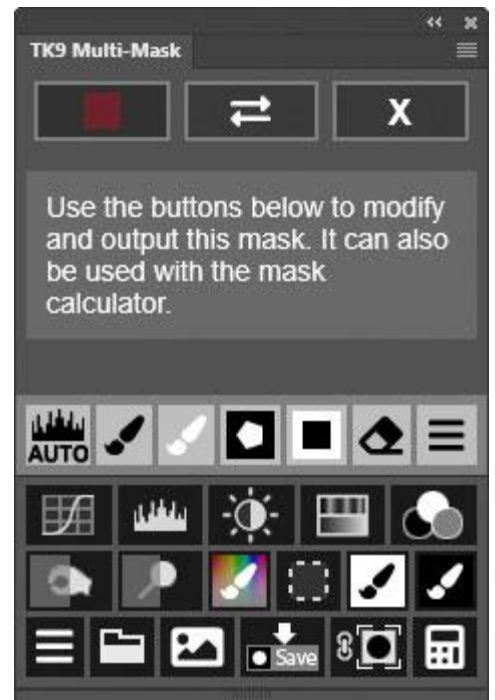 TK9 Multi-Mask
X
Use the buttons below to modify
and output this mask. It can also
be used with the mask
calculator.
AUTO
Save